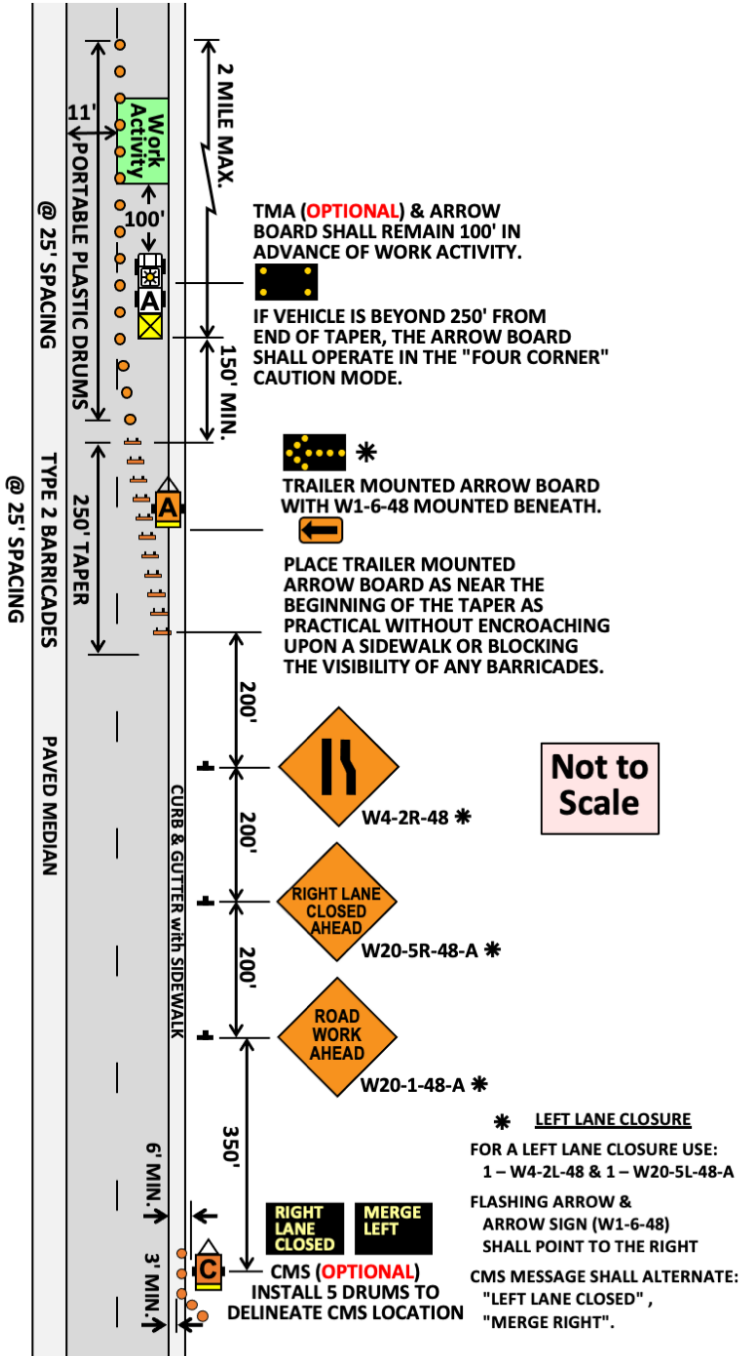 2 MILE MAX.
11'
Work
Activity
PORTABLE PLASTIC DRUMS
@ 25' SPACING
100'
A
TMA (OPTIONAL) & ARROW
BOARD SHALL REMAIN 100' IN
ADVANCE OF WORK ACTIVITY.
IF VEHICLE IS BEYOND 250' FROM
END OF TAPER, THE ARROW BOARD
SHALL OPERATE IN THE "FOUR CORNER"
CAUTION MODE.
150' MIN.
TYPE 2 BARRICADES
@ 25' SPACING
250' TAPER
A
*
TRAILER MOUNTED ARROW BOARD
WITH W1-6-48 MOUNTED BENEATH.
PLACE TRAILER MOUNTED
ARROW BOARD AS NEAR THE
BEGINNING OF THE TAPER AS
PRACTICAL WITHOUT ENCROACHING
UPON A SIDEWALK OR BLOCKING
THE VISIBILITY OF ANY BARRICADES.
200'
PAVED MEDIAN
CURB & GUTTER with SIDEWALK
W4-2R-48 *
Not to
Scale
200'
RIGHT LANE
CLOSED
AHEAD
W20-5R-48-A *
200'
ROAD
WORK
AHEAD
W20-1-48-A *
350'
6' MIN.
3' MIN.
C
RIGHT
LANE
CLOSED
MERGE
LEFT
CMS (OPTIONAL)
INSTALL 5 DRUMS TO
DELINEATE CMS LOCATION
* LEFT LANE CLOSURE
FOR A LEFT LANE CLOSURE USE:
1 – W4-2L-48 & 1 – W20-5L-48-A
FLASHING ARROW &
ARROW SIGN (W1-6-48)
SHALL POINT TO THE RIGHT
CMS MESSAGE SHALL ALTERNATE:
"LEFT LANE CLOSED" ,
"MERGE RIGHT".